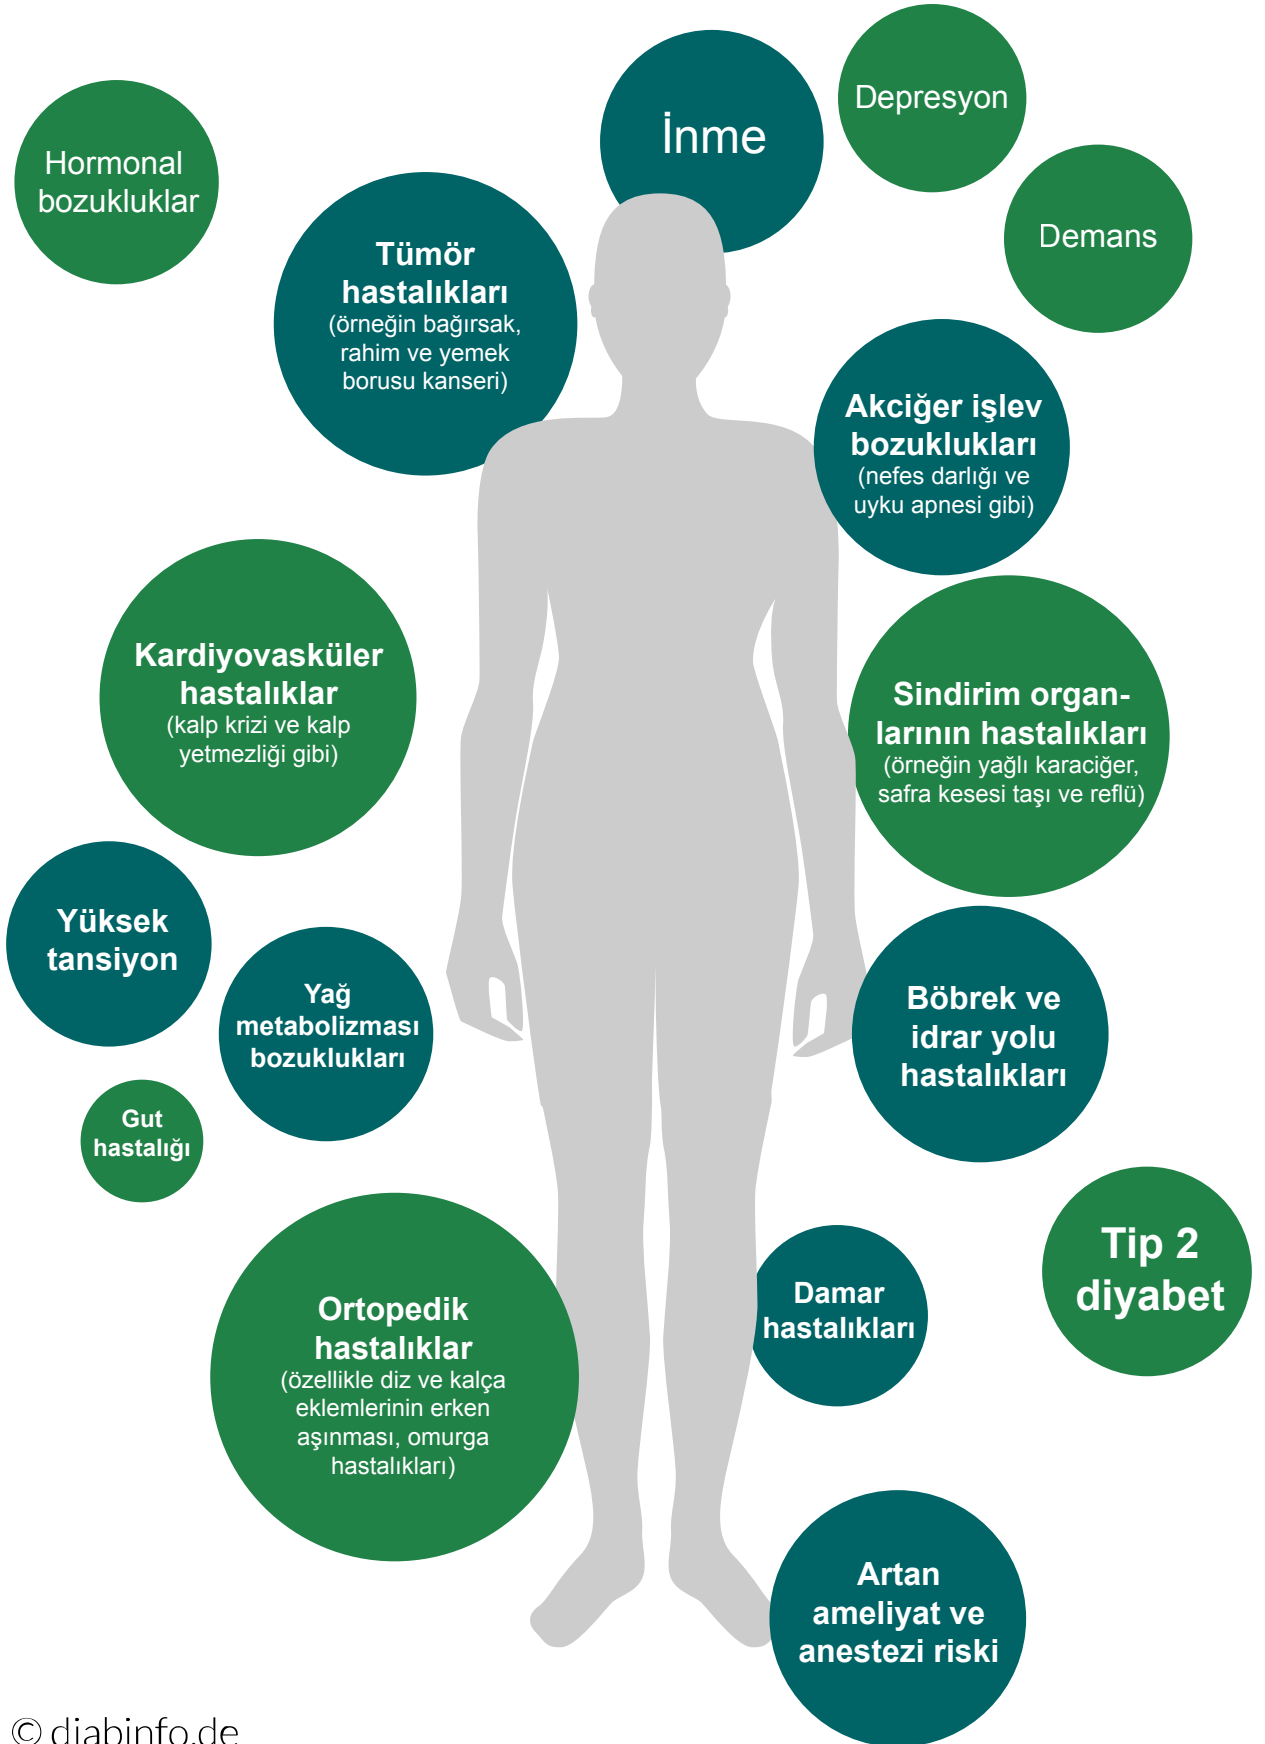 Depresyon
İnme
Hormonal
bozukluklar
Demans
Tümör
hastalıkları
(örneğin bağırsak,
rahim ve yemek
borusu kanseri)
Akciğer işlev
bozuklukları
(nefes darlığı ve
uyku apnesi gibi)
Kardiyovasküler
hastalıklar
(kalp krizi ve kalp
yetmezliği gibi)
Sindirim organ-
larının hastalıkları
(örneğin yağlı karaciğer,
safra kesesi taşı ve reflü)
Yüksek
tansiyon
Yağ
metabolizması
bozuklukları
Böbrek ve
idrar yolu
hastalıkları
Gut
hastalığı
Tip 2
diyabet
Damar
hastalıkları
Ortopedik
hastalıklar
(özellikle diz ve kalça
eklemlerinin erken
aşınması, omurga
hastalıkları)
Artan
ameliyat ve
anestezi riski
© diabinfo.de